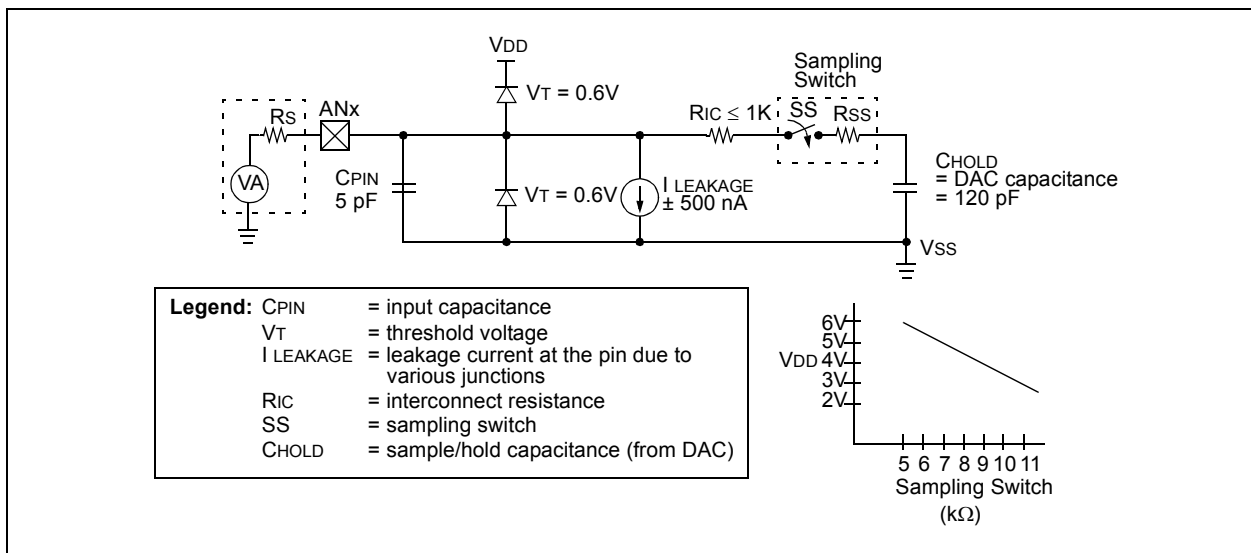 VDD
Sampling
Switch
VT = 0.6V
ANx
RS
RIC ≤ 1K
SS
RSS
VA
CPIN
5 pF
VT = 0.6V
I LEAKAGE
± 500 nA
CHOLD
= DAC capacitance
= 120 pF
VSS
Legend: CPIN = input capacitance
VT = threshold voltage
I LEAKAGE = leakage current at the pin due to
various junctions
RIC = interconnect resistance
SS = sampling switch
CHOLD = sample/hold capacitance (from DAC)
6V
5V
VDD 4V
3V
2V
5 6 7 8 9 10 11
Sampling Switch
(kΩ)